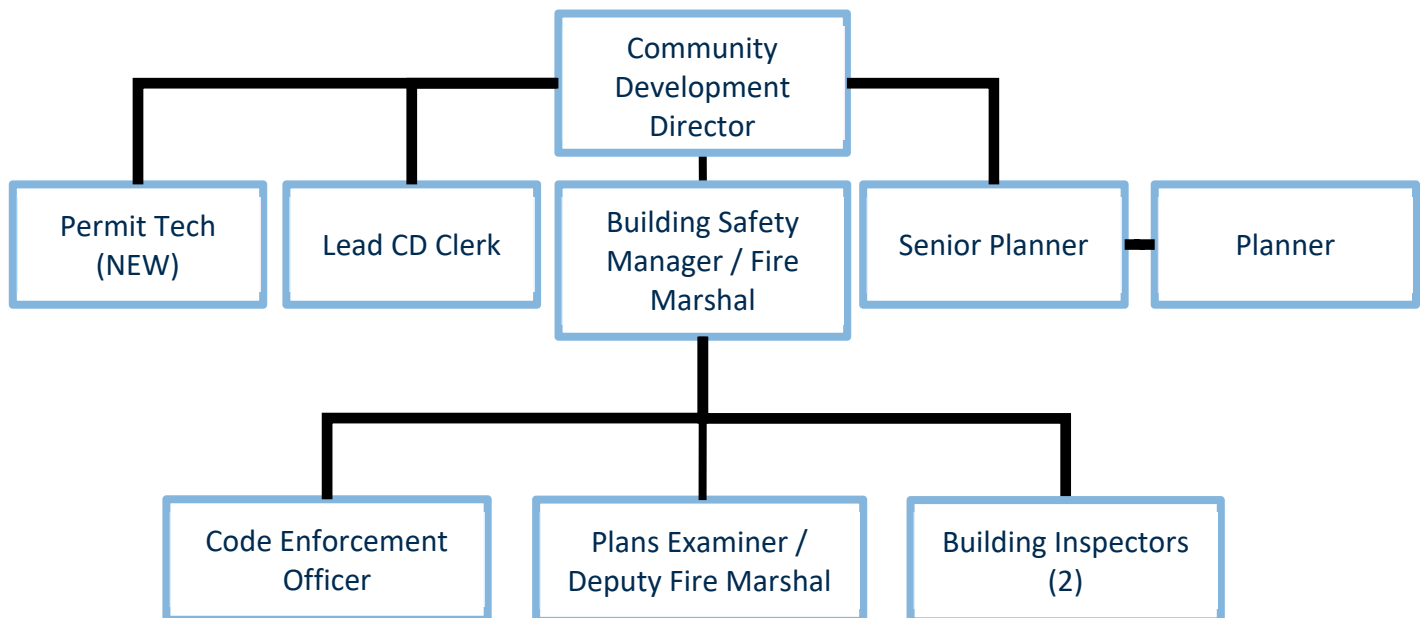 Community
Development
Director
Permit Tech
(NEW)
Lead CD Clerk
Building Safety
Manager / Fire
Marshal
Senior Planner
Planner
Code Enforcement
Officer
Plans Examiner /
Deputy Fire Marshal
Building Inspectors
(2)